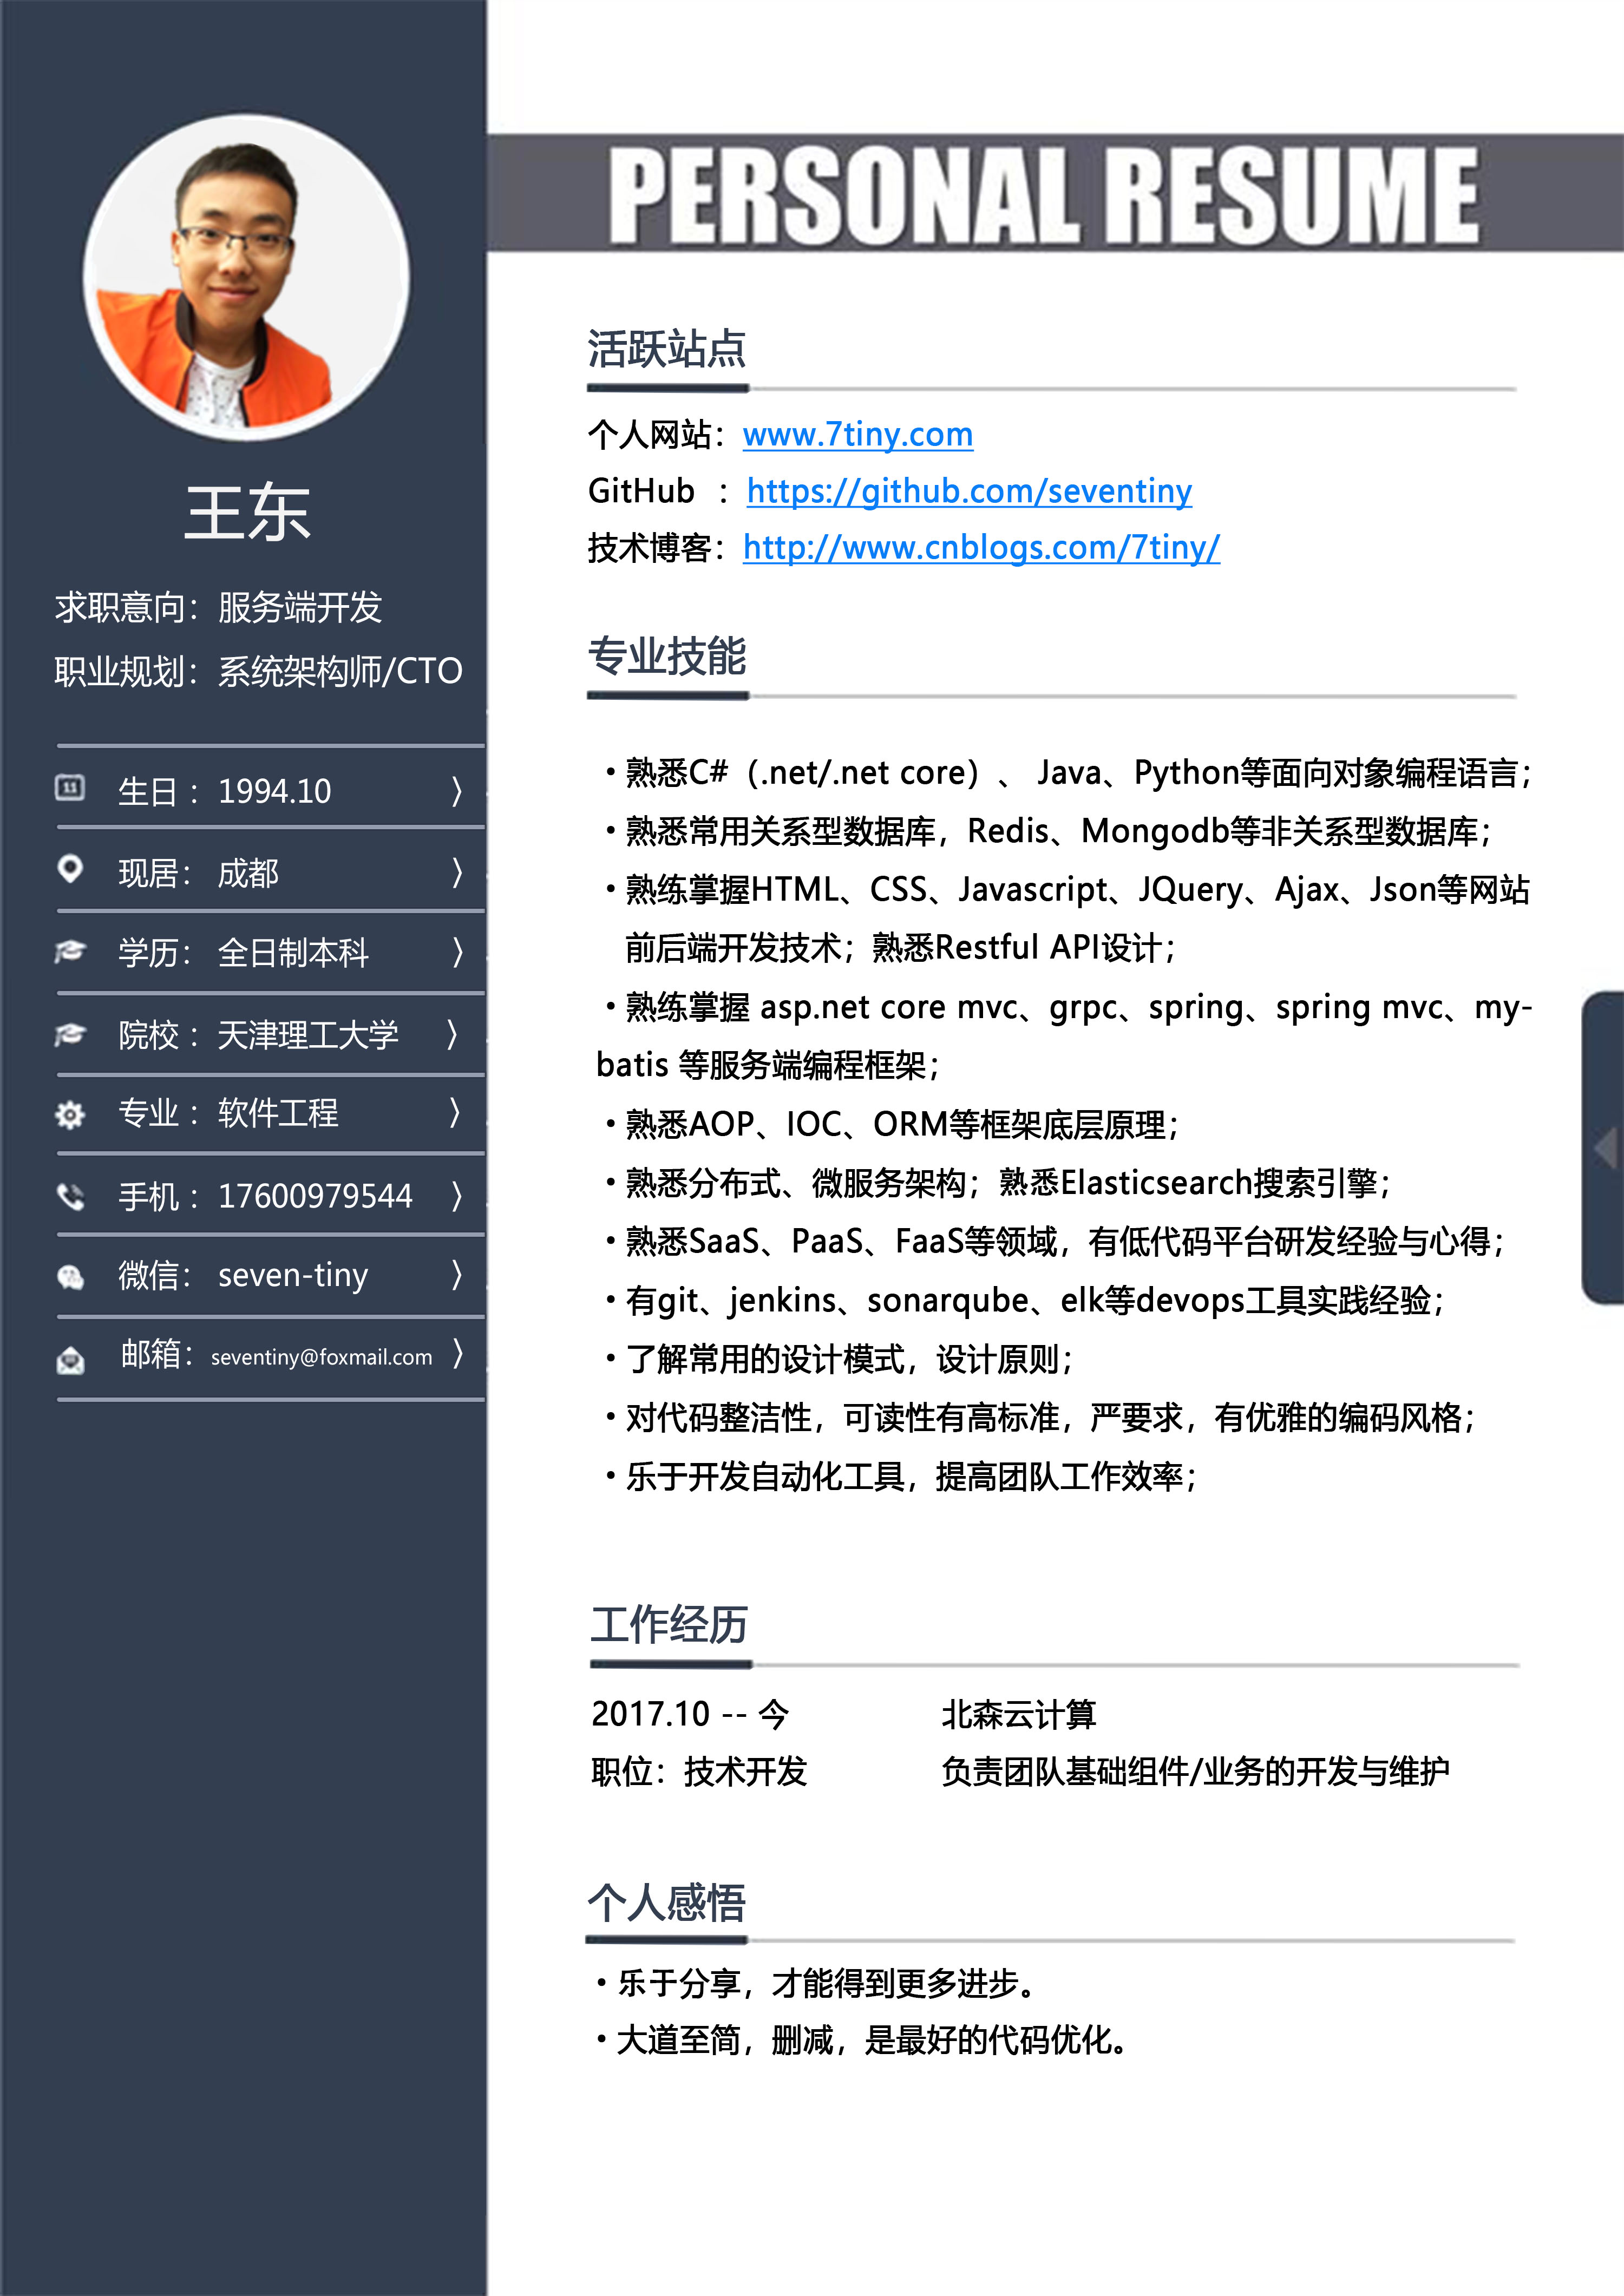 PERSONAL RESUME
王东
求职意向：服务端开发
职业规划：系统架构师/CTO
11
生日： 1994.10 〉
现居： 成都 〉
学历： 全日制本科 〉
院校： 天津理工大学 〉
专业： 软件工程 〉
手机： 17600979544 〉
微信： seven-tiny 〉
邮箱： seventiny@foxmail.com 〉
活跃站点
个人网站：www.7tiny.com
GitHub ：https://github.com/seventiny
技术博客：http://www.cnblogs.com/7tiny/
专业技能
·熟悉C#（.net/.net core）、 Java、Python等面向对象编程语言；
·熟悉常用关系型数据库，Redis、Mongodb等非关系型数据库；
·熟练掌握HTML、CSS、Javascript、JQuery、Ajax、Json等网站
前后端开发技术；熟悉Restful API设计；
·熟练掌握 asp.net core mvc、grpc、spring、spring mvc、my-
batis 等服务端编程框架；
·熟悉AOP、IOC、ORM等框架底层原理；
·熟悉分布式、微服务架构；熟悉Elasticsearch搜索引擎；
·熟悉SaaS、PaaS、FaaS等领域，有低代码平台研发经验与心得；
·有git、jenkins、sonarqube、elk等devops工具实践经验；
·了解常用的设计模式，设计原则；
·对代码整洁性，可读性有高标准，严要求，有优雅的编码风格；
·乐于开发自动化工具，提高团队工作效率；
工作经历
2017.10 -- 今 北森云计算
职位：技术开发 负责团队基础组件/业务的开发与维护
个人感悟
·乐于分享，才能得到更多进步。
·大道至简，删减，是最好的代码优化。